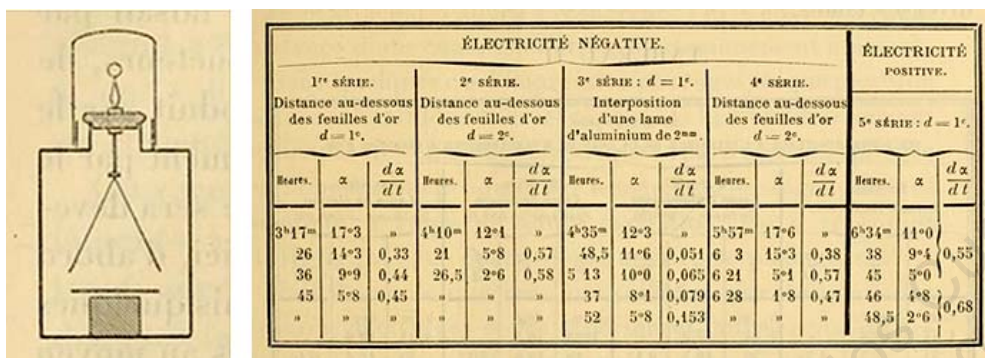 ÉLECTRICITÉ NÉGATIVE.
ÉLECTRICITÉ
POSITIVE.
1re SÉRIE.
Distance au-dessous
des feuilles d'or
d = 1c.
2e SÉRIE.
Distance au-dessous
des feuilles d'or
d = 2c.
3e SÉRIE : d = 1c.
Interposition
d'une lame
d'aluminium de 2mm.
4e SÉRIE.
Distance au-dessous
des feuilles d'or
d = 2c.
5e SÉRIE : d = 1c.
Heures. α dα/dt Heures. α dα/dt Heures. α dα/dt Heures. α dα/dt Heures. α dα/dt
3h17m 17°3 » 4h10m 12°1 » 4h35m 12°3 » 5h57m 17°6 » 6h34m 11°0
26 14°3 0,33 21 5°8 0,57 48,5 11°6 0,051 6 3 15°3 0,38 38 9°4 0,55
36 9°9 0,44 26,5 2°6 0,58 5 13 10°0 0,065 6 21 5°1 0,57 45 5°0
45 5°8 0,45 » » » 37 8°1 0,079 6 28 1°8 0,47 46 4°8
» » » » » » 52 5°8 0,153 » » » 48,5 2°6 0,68